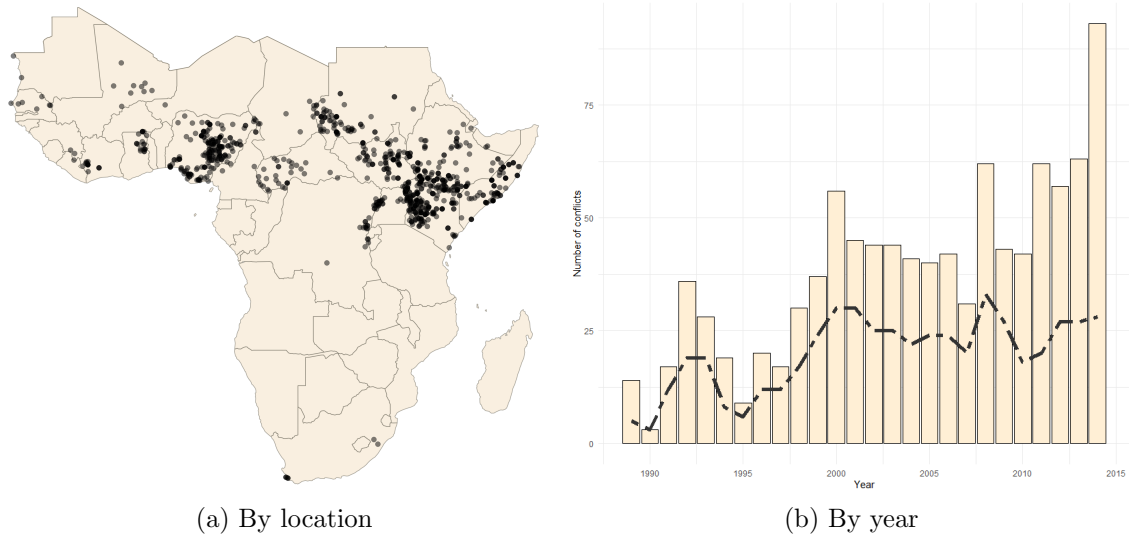 Number of conflicts
75
50
25
0
1990 1995 2000 2005 2010 2015
Year
(a) By location
(b) By year